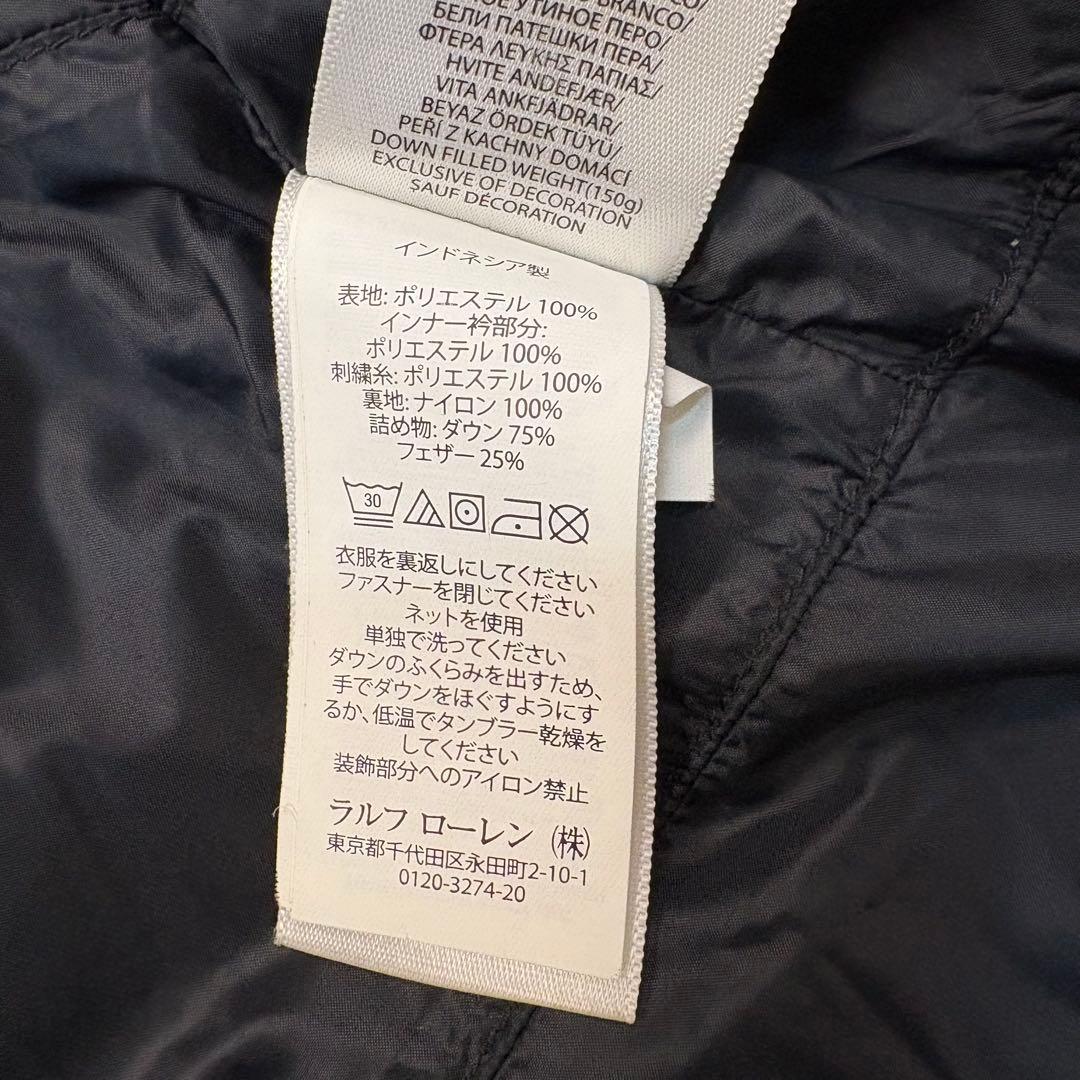 BRANCO/
УТИНОЕ ПЕРО/
БЕЛИ ПАТЕШКИ ПЕРА/
ΦΤΕΡΑ ΛΕΥΚΗΣ ΠΑΠΙΑΣ/
HVITE ANDEFJÆR/
VITA ANKFJÄDRAR/
BEYAZ ÖRDEK TÜYÜ/
PEŘÍ Z KACHNY DOMÁCÍ
DOWN FILLED WEIGHT(150g)
EXCLUSIVE OF DECORATION
SAUF DÉCORATION
インドネシア製
表地: ポリエステル 100%
インナー衿部分:
ポリエステル 100%
刺繍糸: ポリエステル 100%
裏地: ナイロン 100%
詰め物: ダウン 75%
フェザー 25%
30
衣服を裏返しにしてください
ファスナーを閉じてください
ネットを使用
単独で洗ってください
ダウンのふくらみを出すため、
手でダウンをほぐすようにす
るか、低温でタンブラー乾燥を
してください
装飾部分へのアイロン禁止
ラルフ ローレン (株)
東京都千代田区永田町2-10-1
0120-3274-20